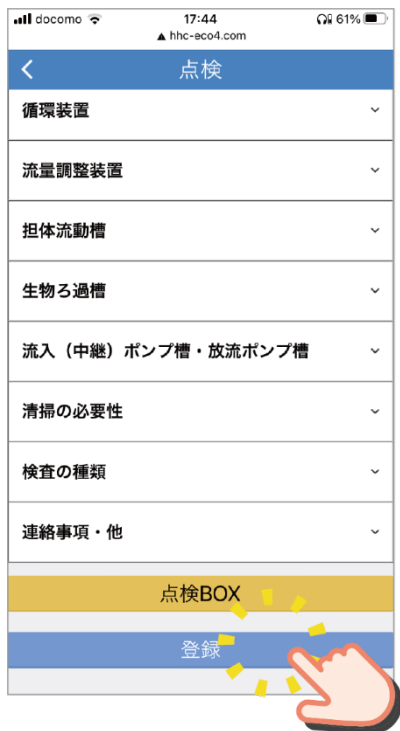 docomo 17:44 61%
▲ hhc-eco4.com
点検
循環装置
流量調整装置
担体流動槽
生物ろ過槽
流入（中継）ポンプ槽・放流ポンプ槽
清掃の必要性
検査の種類
連絡事項・他
点検BOX
登録